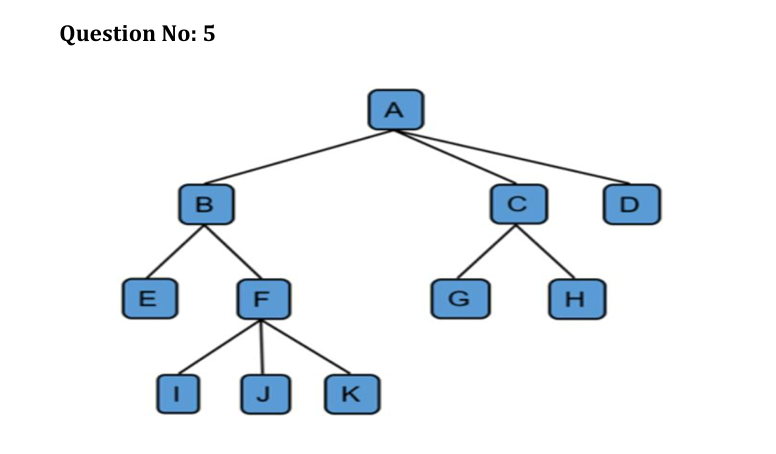 Question No: 5
A
B C D
E F G H
I J K